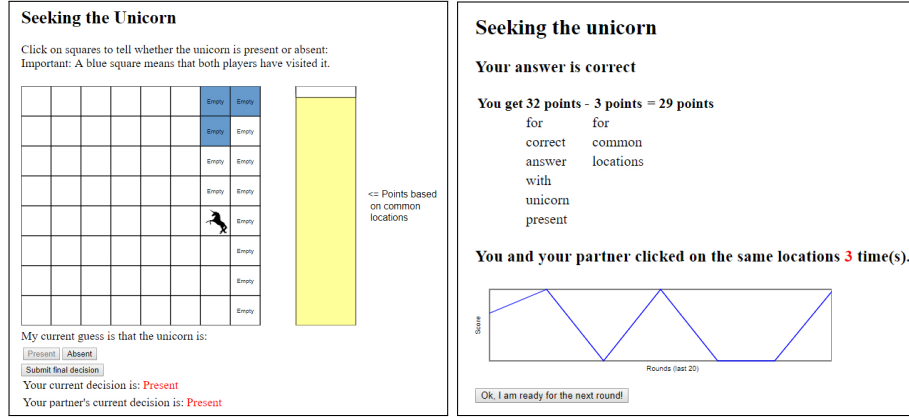 Seeking the Unicorn
Click on squares to tell whether the unicorn is present or absent:
Important: A blue square means that both players have visited it.
Empty Empty
Empty Empty
Empty Empty
Empty Empty
Empty
Empty
Empty
Empty
<= Points based
on common
locations
My current guess is that the unicorn is:
Present Absent
Submit final decision
Your current decision is: Present
Your partner's current decision is: Present
Seeking the unicorn
Your answer is correct
You get 32 points - 3 points = 29 points
for for
correct common
answer locations
with
unicorn
present
You and your partner clicked on the same locations 3 time(s).
Score
Rounds (last 20)
Ok, I am ready for the next round!